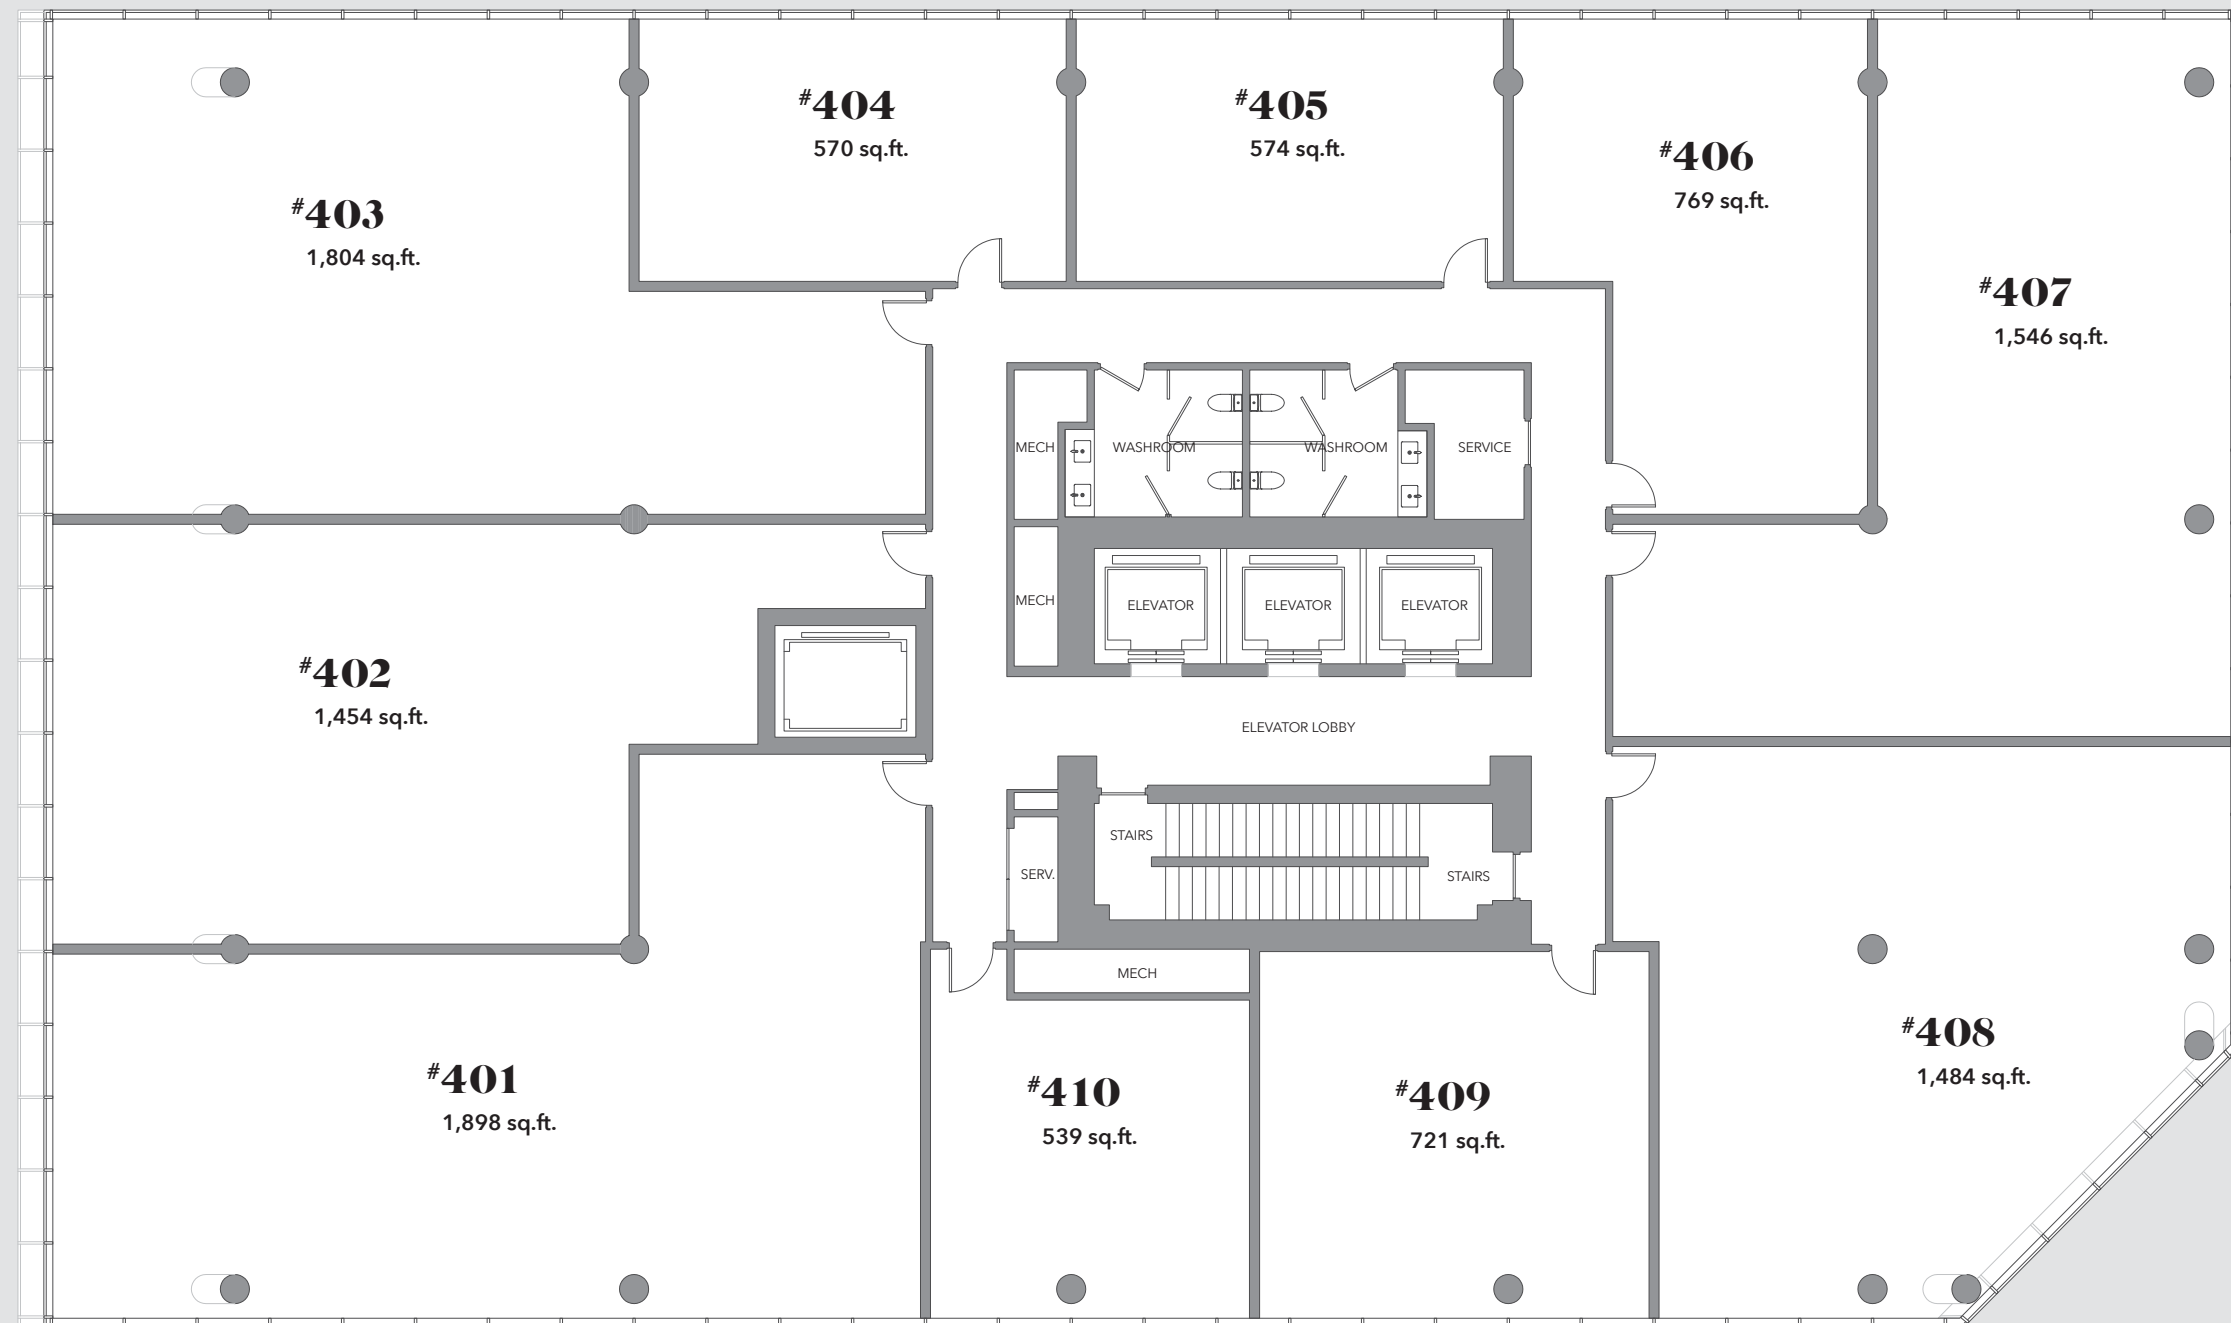 #404
570 sq.ft.
#405
574 sq.ft.
#406
769 sq.ft.
#403
1,804 sq.ft.
#407
1,546 sq.ft.
MECH
WASHROOM
WASHROOM
SERVICE
MECH
ELEVATOR
ELEVATOR
ELEVATOR
#402
1,454 sq.ft.
ELEVATOR LOBBY
STAIRS
SERV.
STAIRS
MECH
#408
1,484 sq.ft.
#401
1,898 sq.ft.
#410
539 sq.ft.
#409
721 sq.ft.